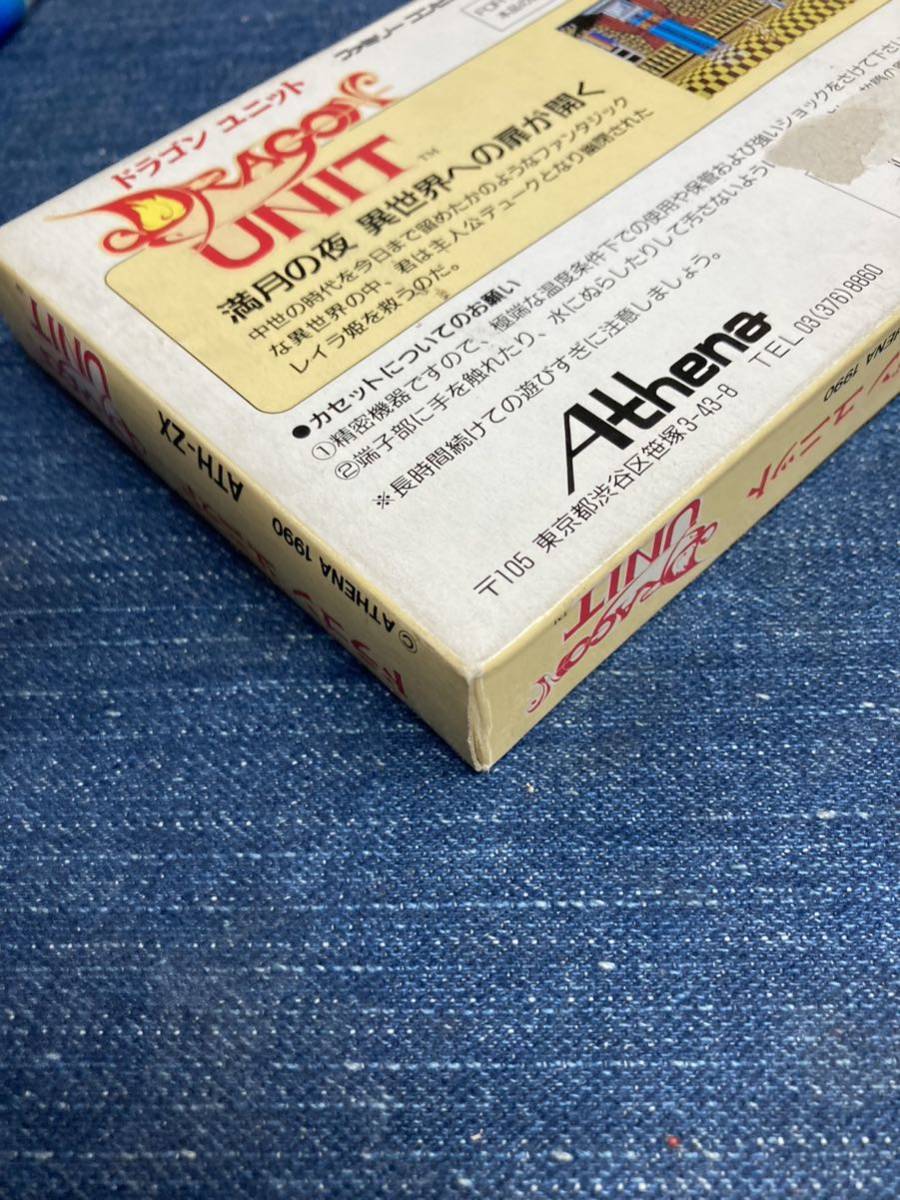 ドラゴン ユニット
DRAGON
UNIT™
満月の夜 異世界への扉が開く
中世の時代を今日まで留めたかのようなファンタジック
な異世界の中、君は主人公デュークとなり幽閉された
レイラ姫を救うのだ。
●カセットについてのお願い
①精密機器ですので、極端な温度条件下での使用や保管および強いショックをさけて下さい
②端子部に手を触れたり、水にぬらしたりして汚さないよう
※長時間続けての遊びすぎに注意しましょう。
Athena
〒105 東京都渋谷区笹塚3-43-8 TEL 03(376)8860
UNIT
ATH-ZX
© ATHENA 1990
ユニット
ATHENA 1990
DRAGON
UNIT™